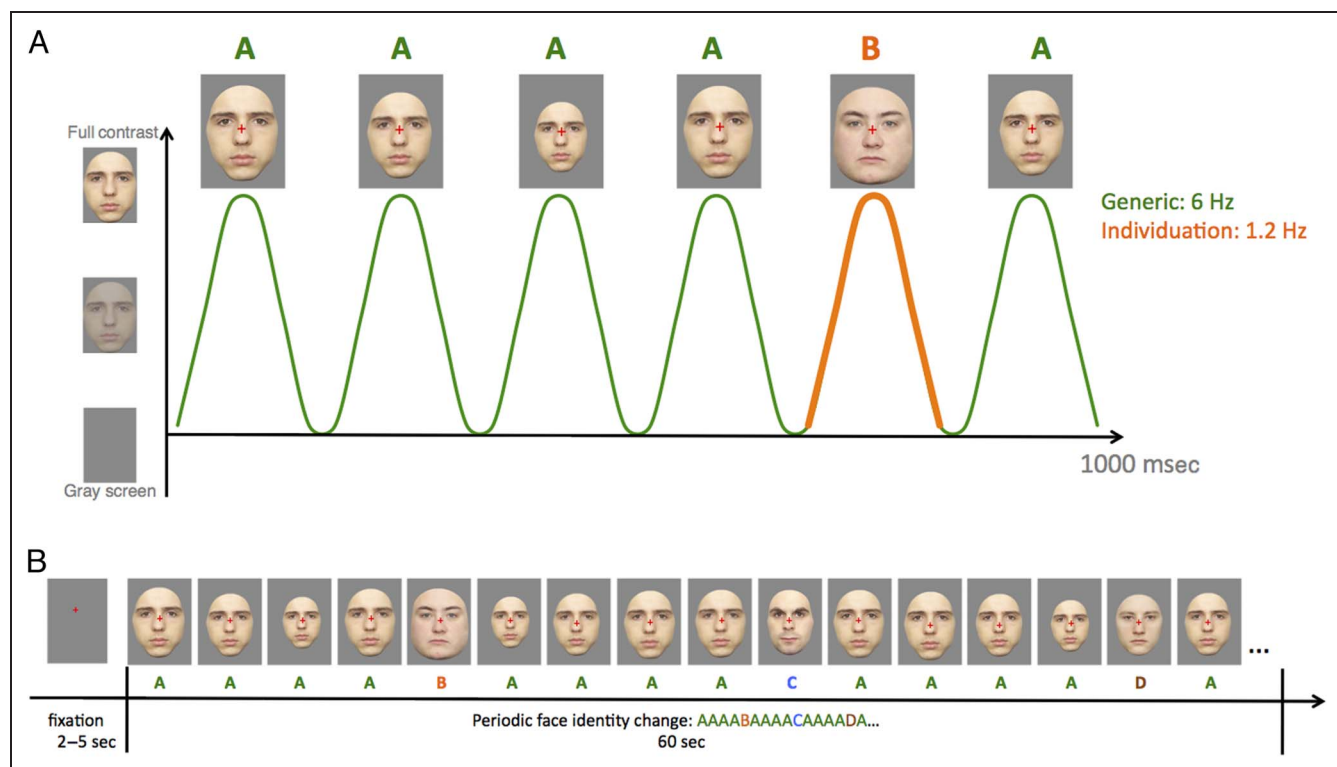 A
A A A A B A
Full contrast
Generic: 6 Hz
Individuation: 1.2 Hz
1000 msec
Gray screen
B
A A A A B A A A A C A A A A D A ...
fixation
2–5 sec
Periodic face identity change: AAAABAAAACAAAADA...
60 sec